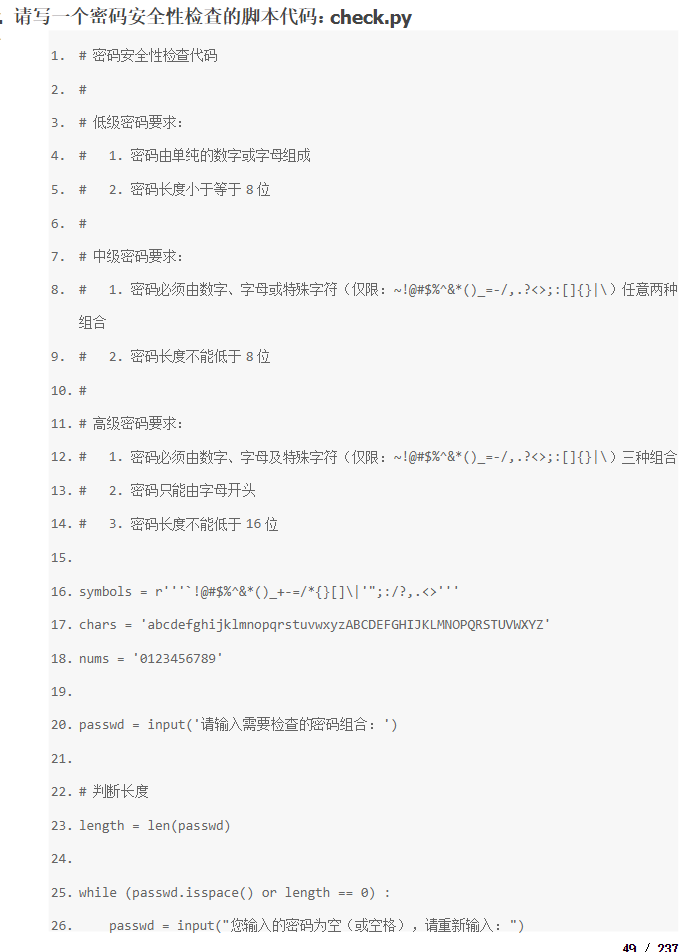 . 请写一个密码安全性检查的脚本代码：check.py
1. # 密码安全性检查代码
2. #
3. # 低级密码要求：
4. #   1. 密码由单纯的数字或字母组成
5. #   2. 密码长度小于等于 8 位
6. #
7. # 中级密码要求：
8. #   1. 密码必须由数字、字母或特殊字符（仅限：~!@#$%^&*()_=-/,.?<>;:[]{}|\）任意两种
组合
9. #   2. 密码长度不能低于 8 位
10. #
11. # 高级密码要求：
12. #   1. 密码必须由数字、字母及特殊字符（仅限：~!@#$%^&*()_=-/,.?<>;:[]{}|\）三种组合
13. #   2. 密码只能由字母开头
14. #   3. 密码长度不能低于 16 位
15.
16. symbols = r'''`!@#$%^&*()_+-=/*{}[]\|'";:/?,.<>'''
17. chars = 'abcdefghijklmnopqrstuvwxyzABCDEFGHIJKLMNOPQRSTUVWXYZ'
18. nums = '0123456789'
19.
20. passwd = input('请输入需要检查的密码组合：')
21.
22. # 判断长度
23. length = len(passwd)
24.
25. while (passwd.isspace() or length == 0) :
26.     passwd = input("您输入的密码为空（或空格），请重新输入：")
49 / 237